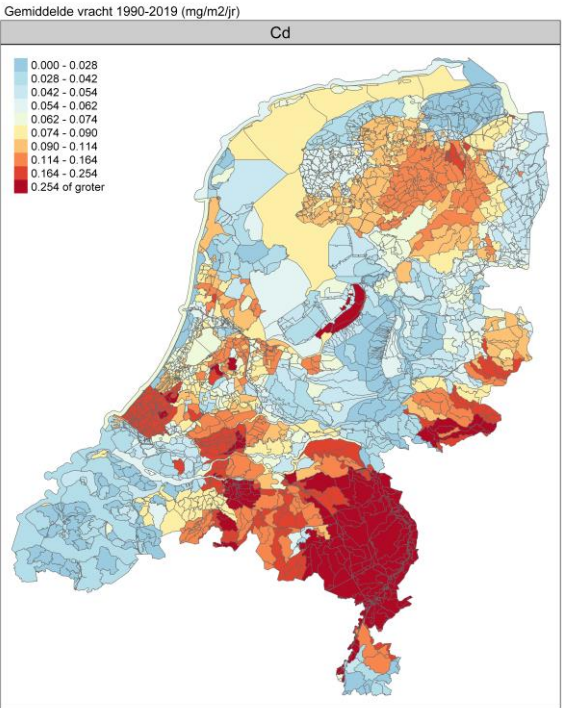 Gemiddelde vracht 1990-2019 (mg/m2/jr)
Cd
0.000 - 0.028
0.028 - 0.042
0.042 - 0.054
0.054 - 0.062
0.062 - 0.074
0.074 - 0.090
0.090 - 0.114
0.114 - 0.164
0.164 - 0.254
0.254 of groter